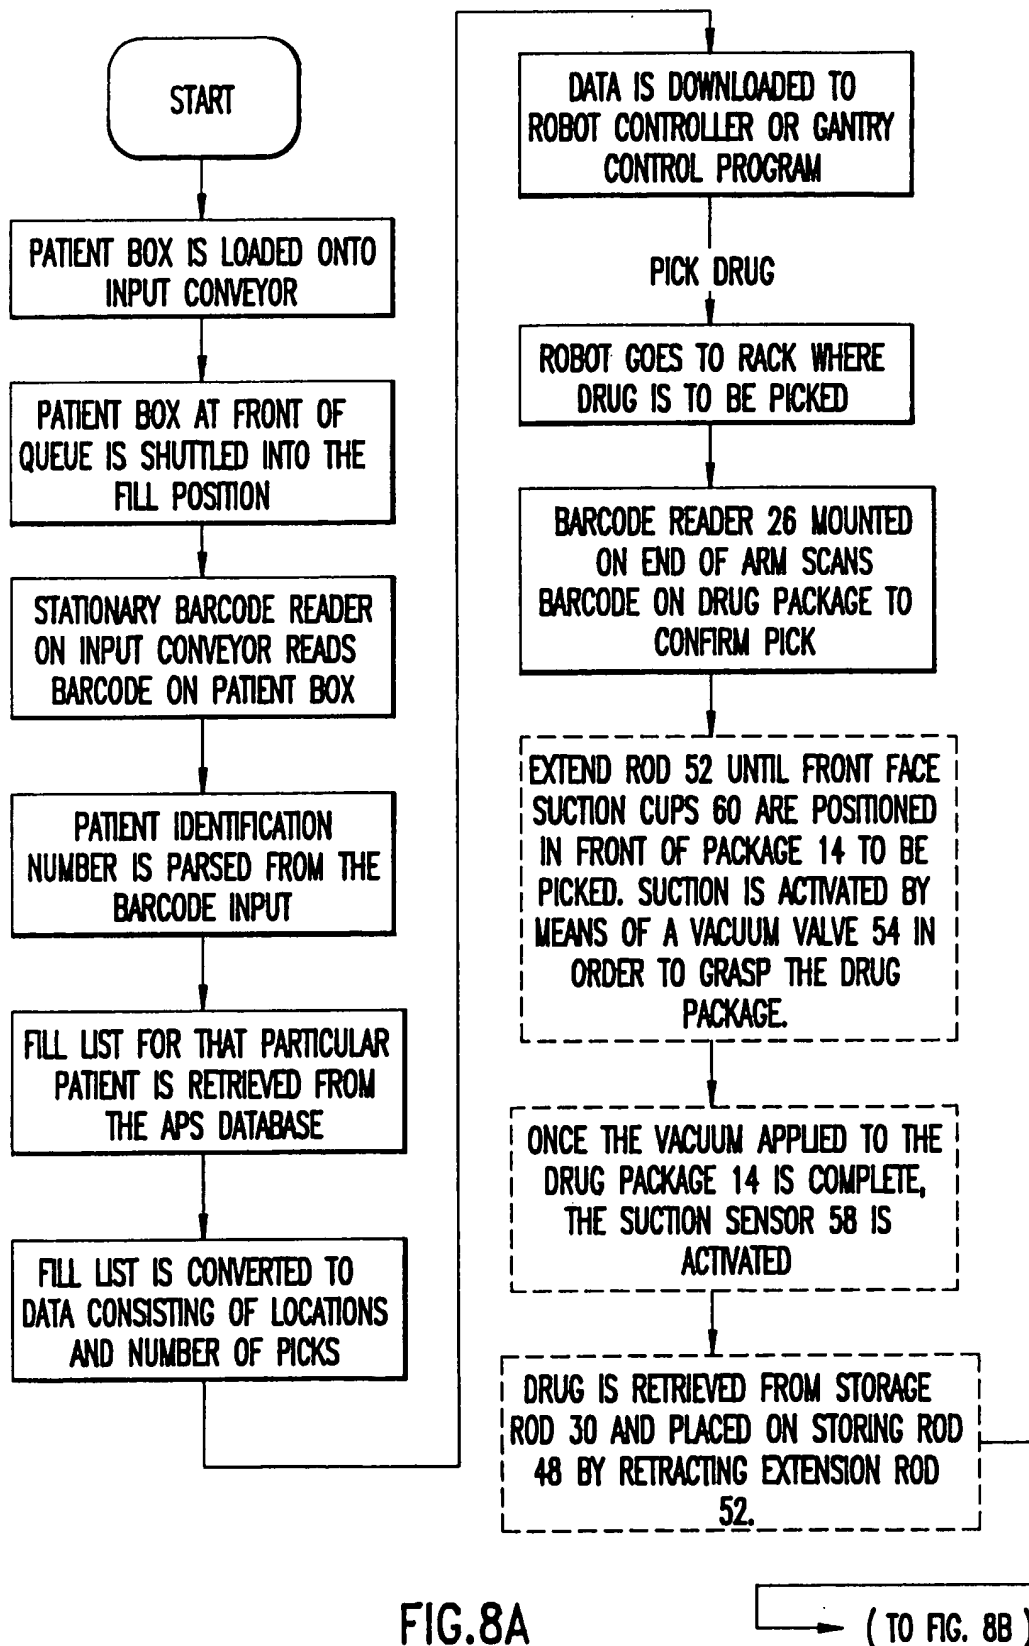 START
PATIENT BOX IS LOADED ONTO
INPUT CONVEYOR
PATIENT BOX AT FRONT OF
QUEUE IS SHUTTLED INTO THE
FILL POSITION
STATIONARY BARCODE READER
ON INPUT CONVEYOR READS
BARCODE ON PATIENT BOX
PATIENT IDENTIFICATION
NUMBER IS PARSED FROM THE
BARCODE INPUT
FILL LIST FOR THAT PARTICULAR
PATIENT IS RETRIEVED FROM
THE APS DATABASE
FILL LIST IS CONVERTED TO
DATA CONSISTING OF LOCATIONS
AND NUMBER OF PICKS
DATA IS DOWNLOADED TO
ROBOT CONTROLLER OR GANTRY
CONTROL PROGRAM
PICK DRUG
ROBOT GOES TO RACK WHERE
DRUG IS TO BE PICKED
BARCODE READER 26 MOUNTED
ON END OF ARM SCANS
BARCODE ON DRUG PACKAGE TO
CONFIRM PICK
EXTEND ROD 52 UNTIL FRONT FACE
SUCTION CUPS 60 ARE POSITIONED
IN FRONT OF PACKAGE 14 TO BE
PICKED. SUCTION IS ACTIVATED BY
MEANS OF A VACUUM VALVE 54 IN
ORDER TO GRASP THE DRUG
PACKAGE.
ONCE THE VACUUM APPLIED TO THE
DRUG PACKAGE 14 IS COMPLETE,
THE SUCTION SENSOR 58 IS
ACTIVATED
DRUG IS RETRIEVED FROM STORAGE
ROD 30 AND PLACED ON STORING ROD
48 BY RETRACTING EXTENSION ROD
52.
FIG.8A
( TO FIG. 8B )